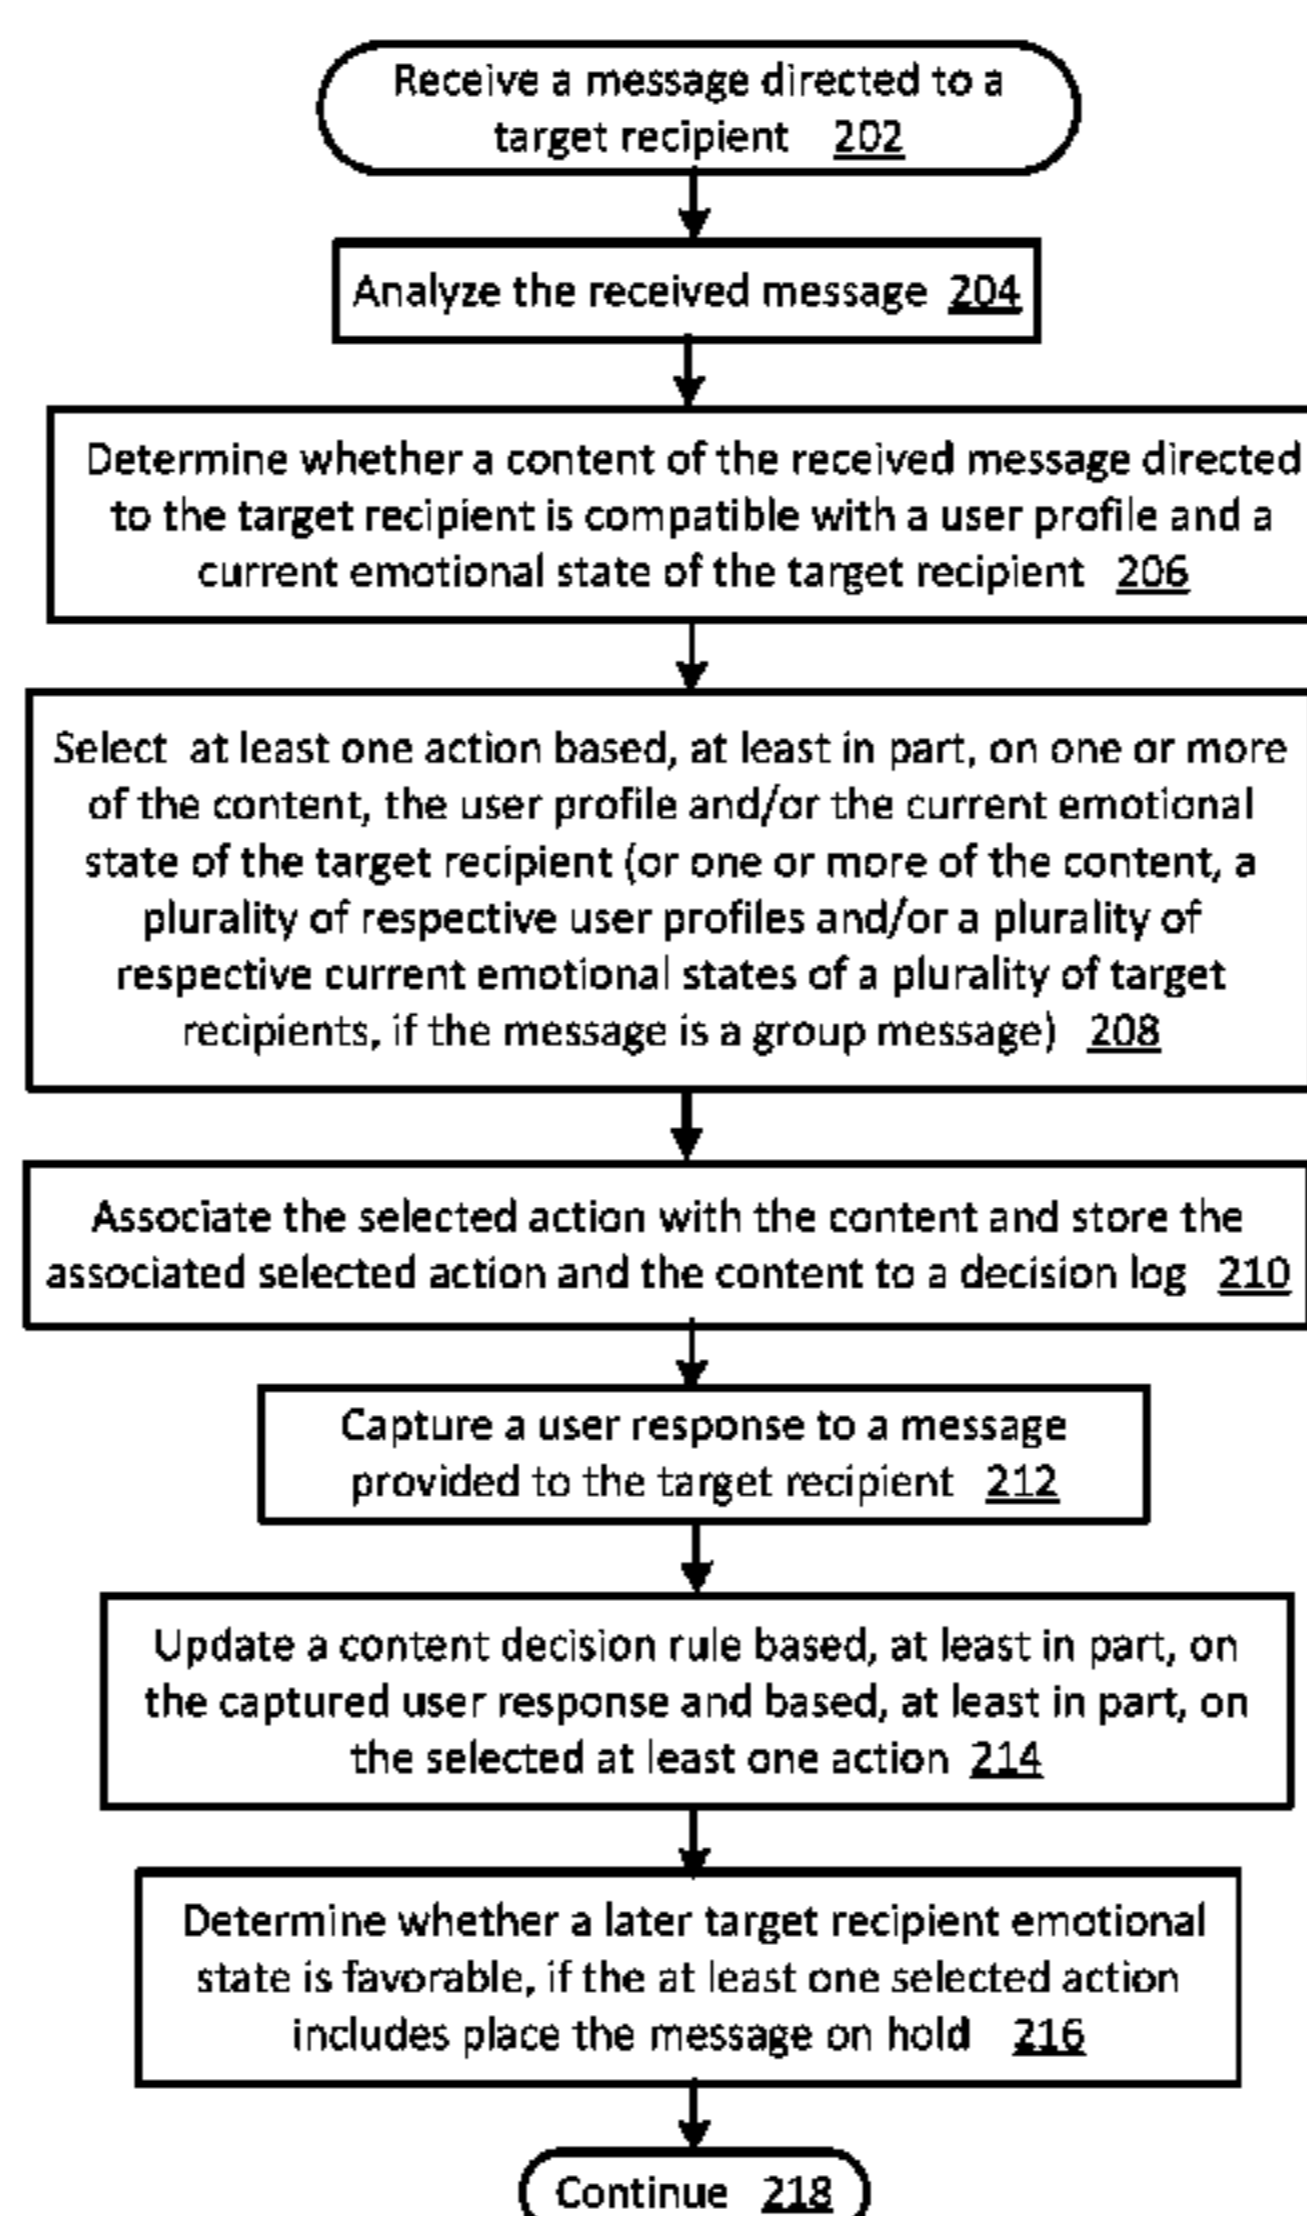 Receive a message directed to a
target recipient 202
Analyze the received message 204
Determine whether a content of the received message directed
to the target recipient is compatible with a user profile and a
current emotional state of the target recipient 206
Select at least one action based, at least in part, on one or more
of the content, the user profile and/or the current emotional
state of the target recipient (or one or more of the content, a
plurality of respective user profiles and/or a plurality of
respective current emotional states of a plurality of target
recipients, if the message is a group message) 208
Associate the selected action with the content and store the
associated selected action and the content to a decision log 210
Capture a user response to a message
provided to the target recipient 212
Update a content decision rule based, at least in part, on
the captured user response and based, at least in part, on
the selected at least one action 214
Determine whether a later target recipient emotional
state is favorable, if the at least one selected action
includes place the message on hold 216
Continue 218